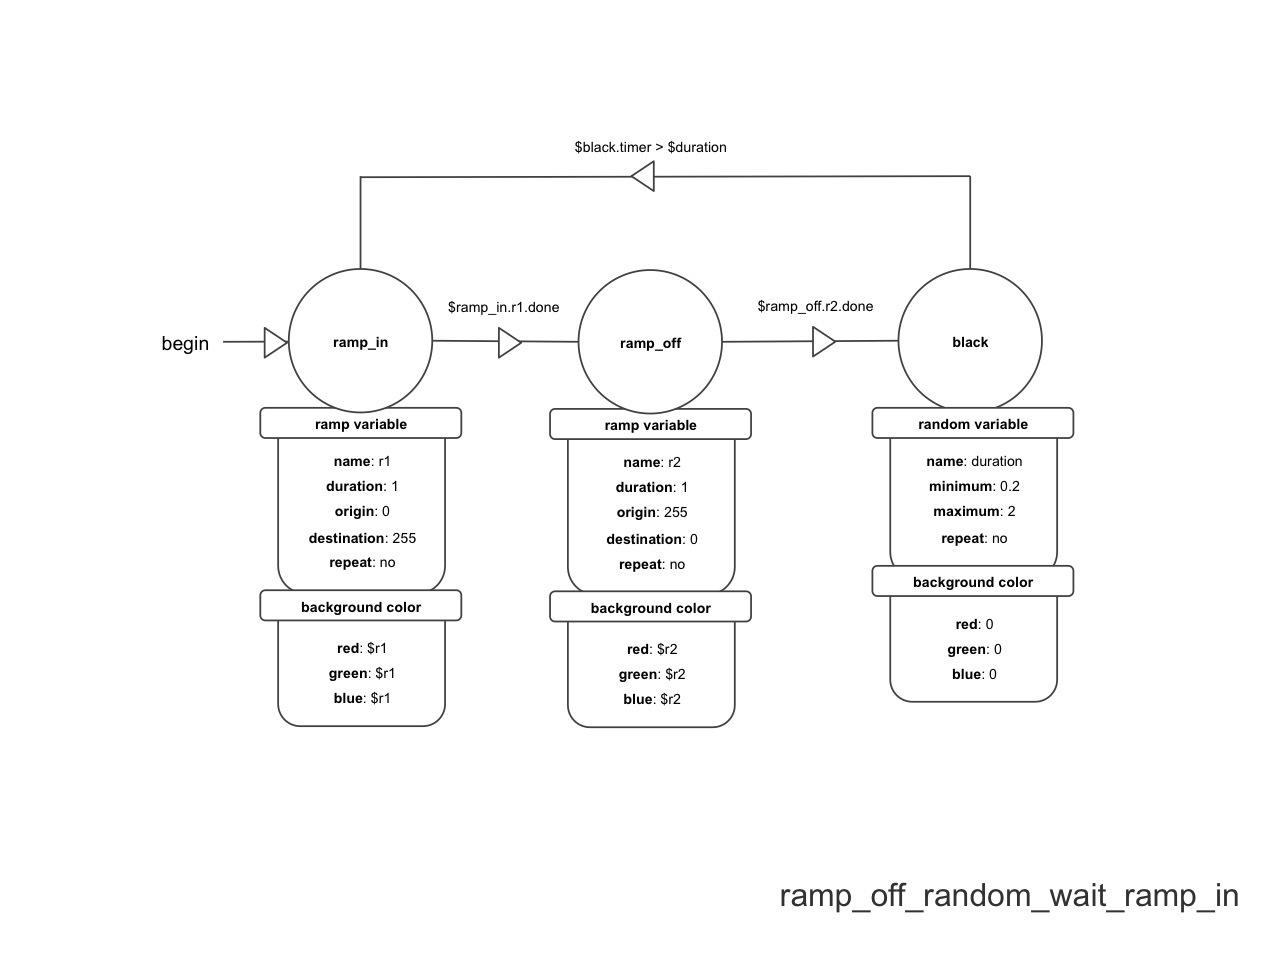 $black.timer > $duration
$ramp_in.r1.done
$ramp_off.r2.done
begin
ramp_in
ramp_off
black
ramp variable
name: r1
duration: 1
origin: 0
destination: 255
repeat: no
background color
red: $r1
green: $r1
blue: $r1
ramp variable
name: r2
duration: 1
origin: 255
destination: 0
repeat: no
background color
red: $r2
green: $r2
blue: $r2
random variable
name: duration
minimum: 0.2
maximum: 2
repeat: no
background color
red: 0
green: 0
blue: 0
ramp_off_random_wait_ramp_in